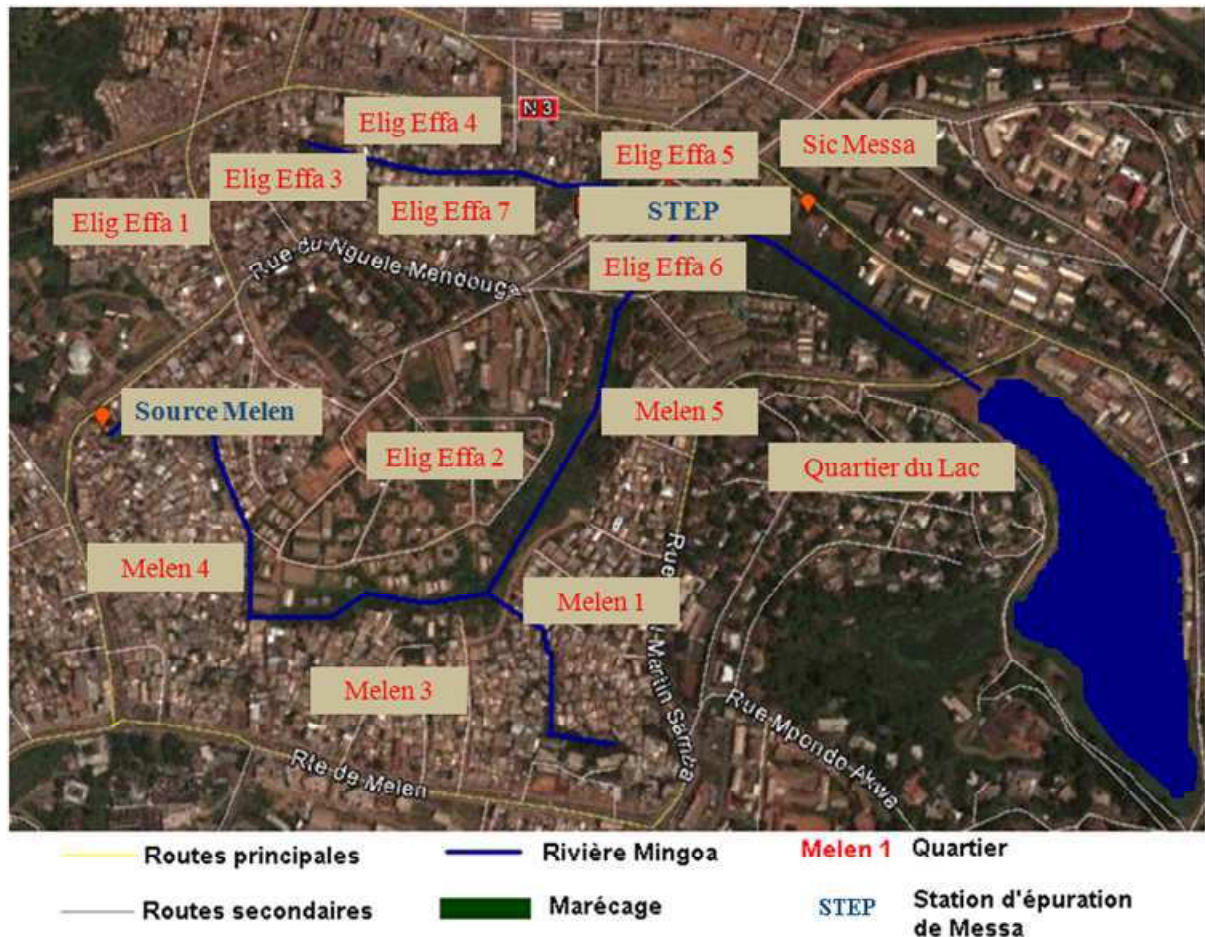 N 3
Elig Effa 4
Elig Effa 5
Sic Messa
Elig Effa 3
Elig Effa 7
STEP
Elig Effa 1
Rue du Nguele Mendouga
Elig Effa 6
Source Melen
Melen 5
Elig Effa 2
Quartier du Lac
Melen 4
Melen 1
Melen 3
Rue
Martin Samba
Rue Mpondo Akwa
Rte de Melen
Routes principales
Rivière Mingoa
Melen 1 Quartier
Routes secondaires
Marécage
STEP Station d'épuration
de Messa